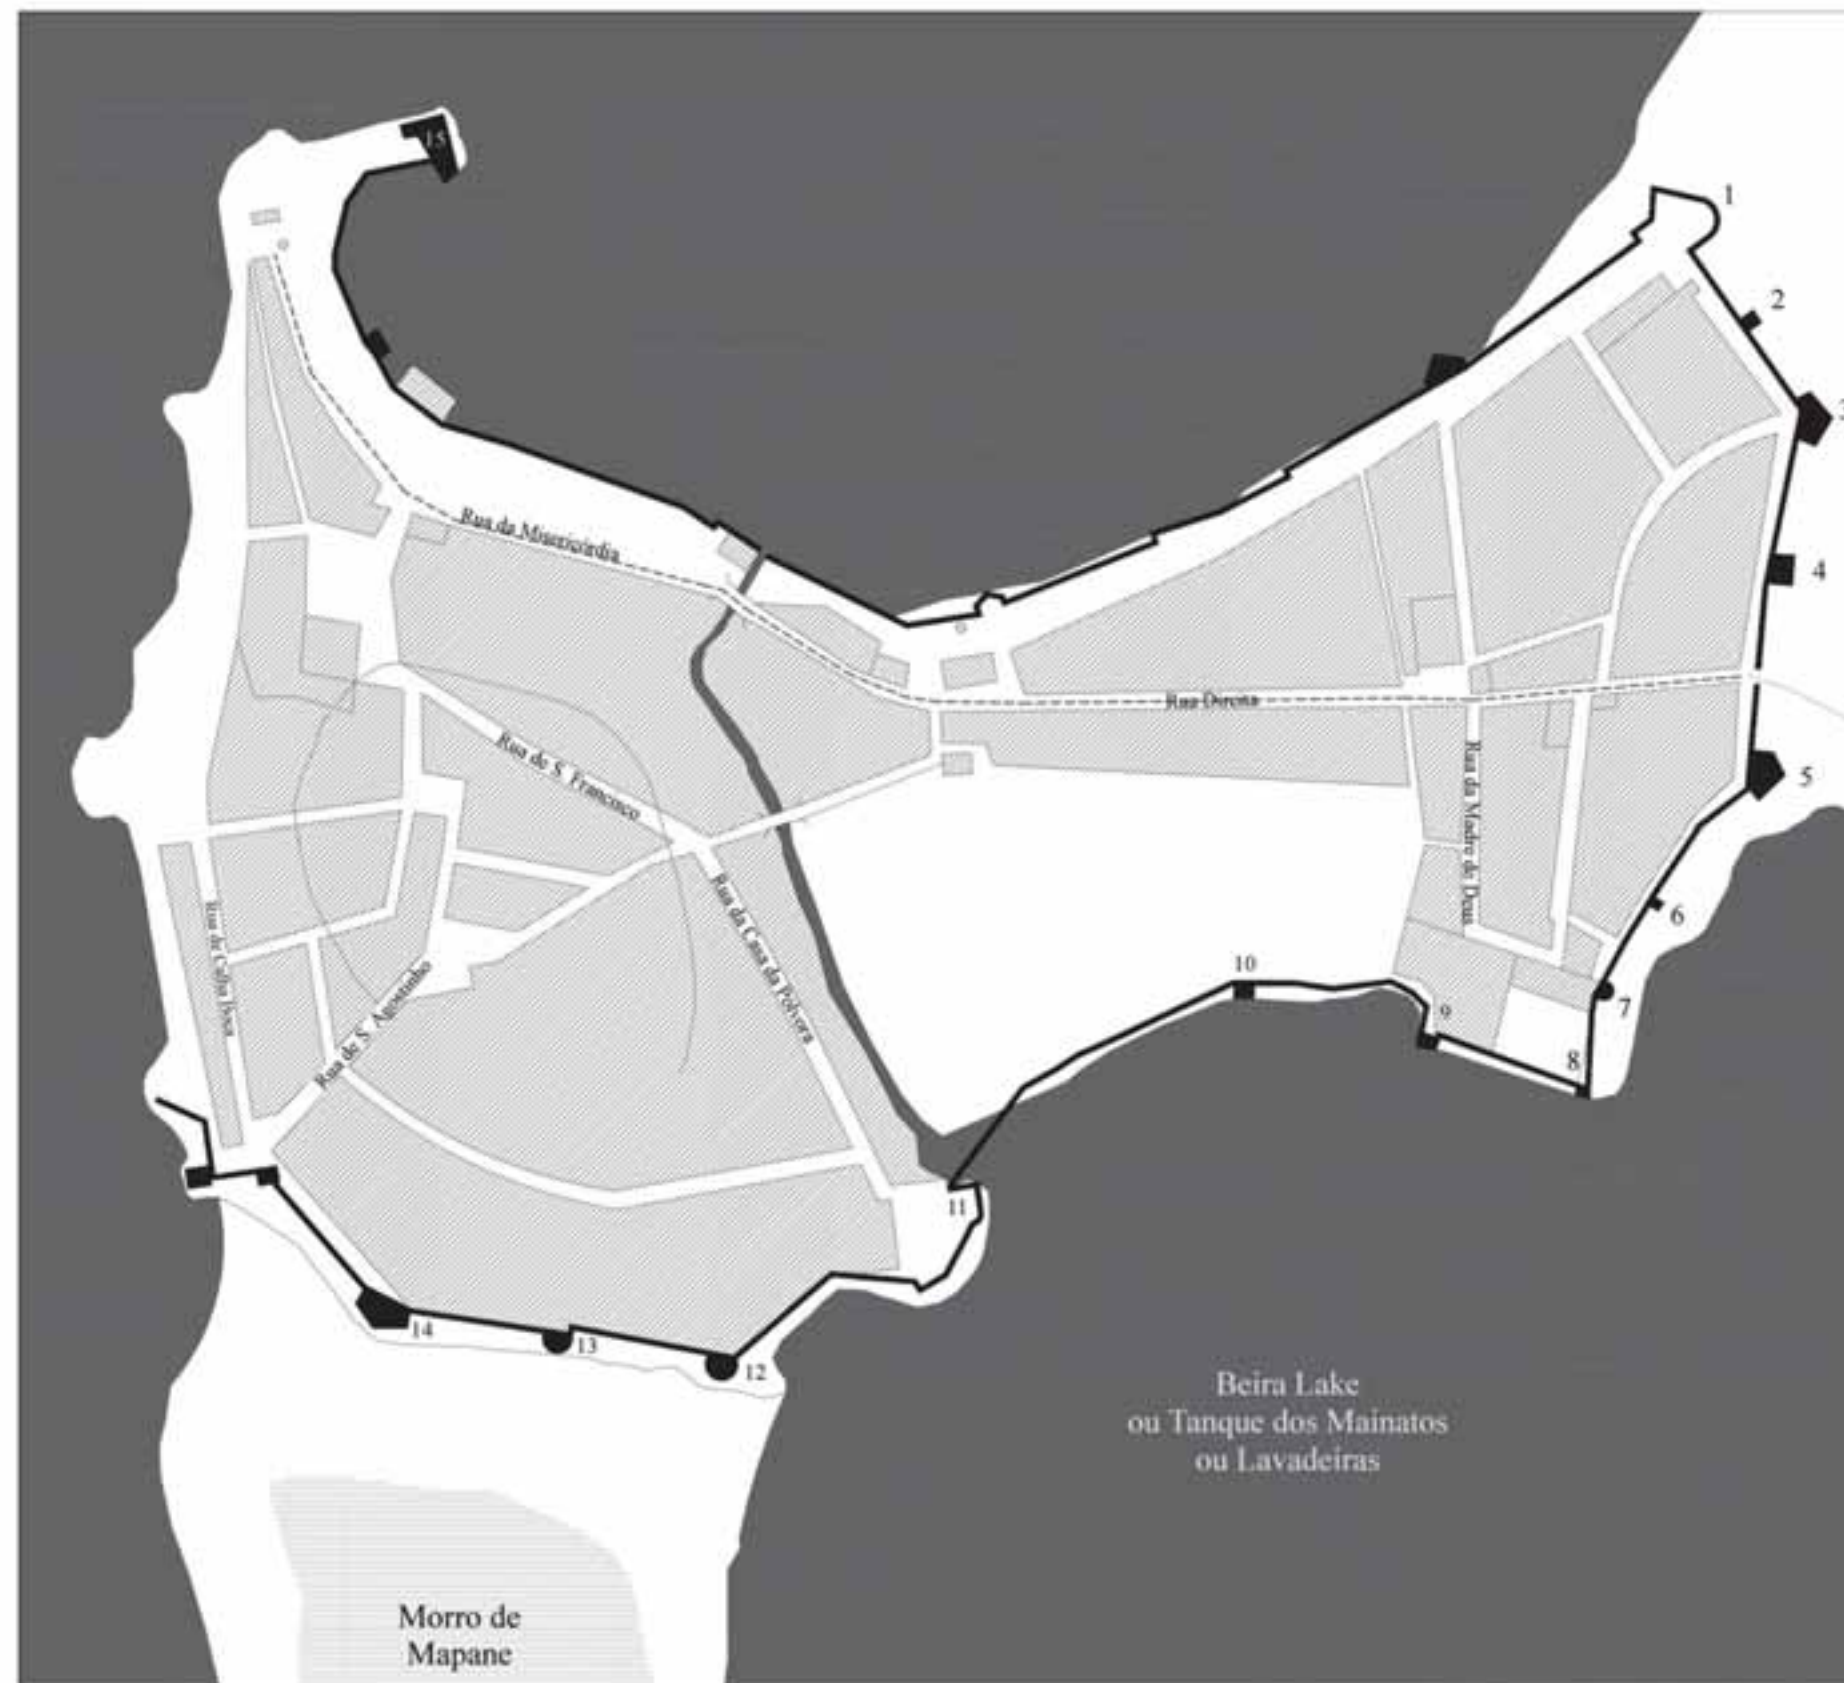 15
1
2
3
4
5
6
7
8
9
10
11
12
13
14
Rua da Misericórdia
Rua Direita
Rua de S. Francisco
Rua da Madre de Deus
Rua da Casa da Pólvora
Rua de
Rua de S. Agostinho
Beira Lake
ou Tanque dos Mainatos
ou Lavadeiras
Morro de
Mapane